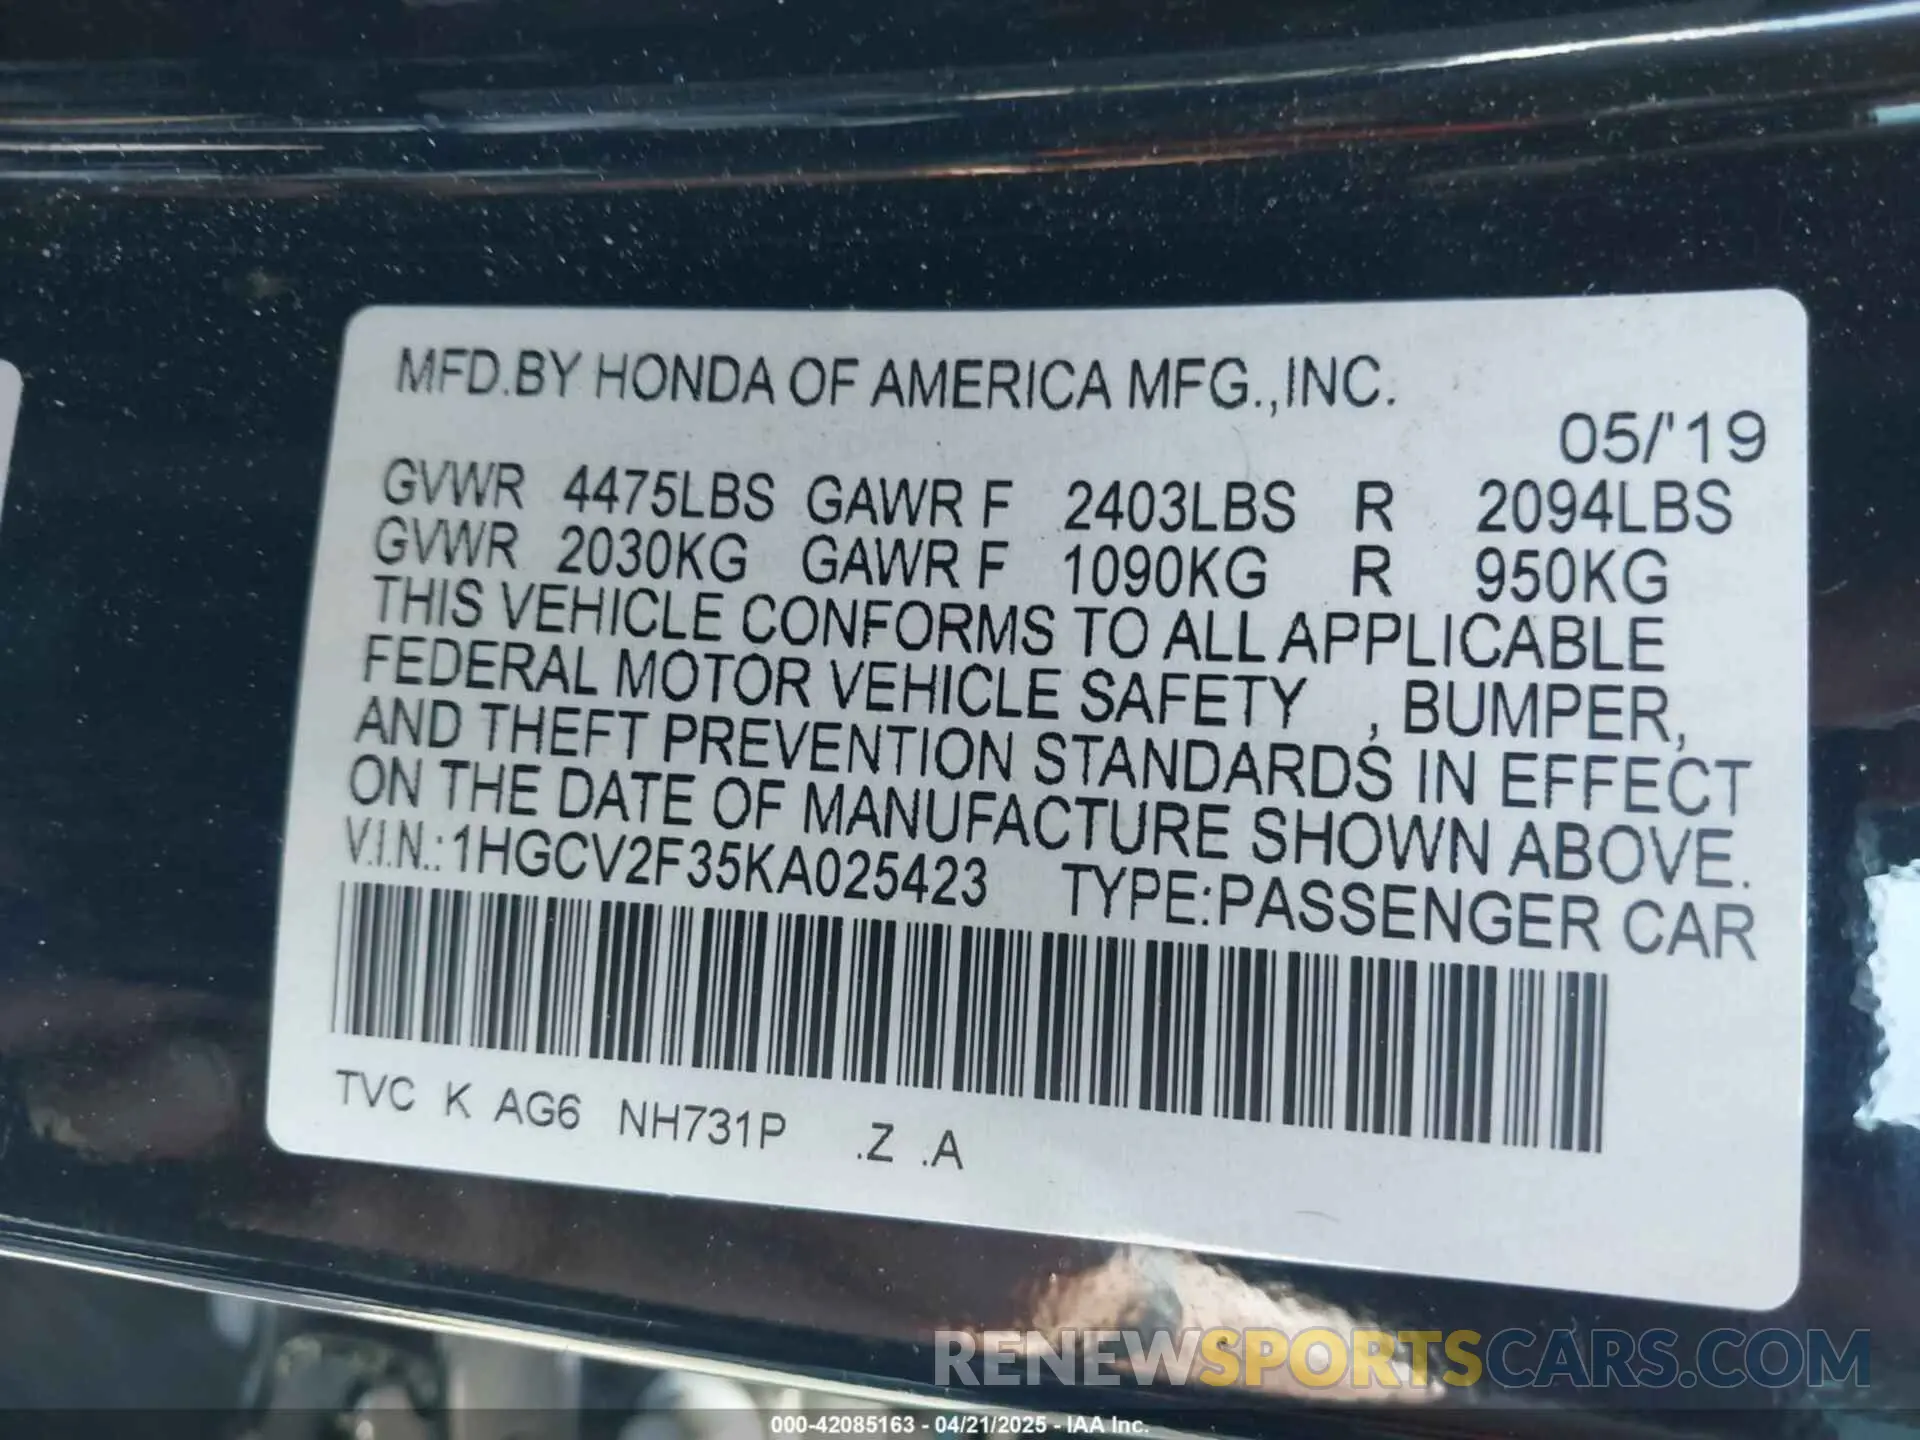 MFD.BY HONDA OF AMERICA MFG.,INC.
05/'19
GVWR 4475LBS GAWR F 2403LBS R 2094LBS
GVWR 2030KG GAWR F 1090KG R 950KG
THIS VEHICLE CONFORMS TO ALL APPLICABLE
FEDERAL MOTOR VEHICLE SAFETY , BUMPER,
AND THEFT PREVENTION STANDARDS IN EFFECT
ON THE DATE OF MANUFACTURE SHOWN ABOVE.
V.I.N.:1HGCV2F35KA025423 TYPE:PASSENGER CAR
TVC K AG6 NH731P .Z .A
RENEWSPORTSCARS.COM
000-42085163 - 04/21/2025 - IAA Inc.